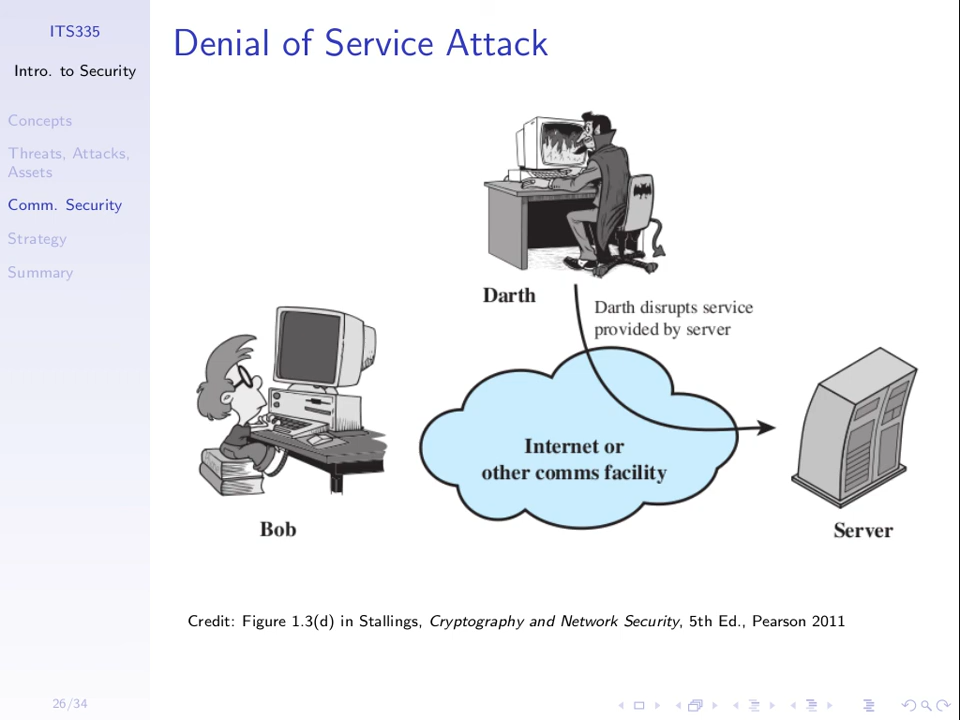 ITS335
Intro. to Security
Concepts
Threats, Attacks,
Assets
Comm. Security
Strategy
Summary
Denial of Service Attack
Darth
Darth disrupts service
provided by server
Internet or
other comms facility
Bob
Server
Credit: Figure 1.3(d) in Stallings, Cryptography and Network Security, 5th Ed., Pearson 2011
26/34